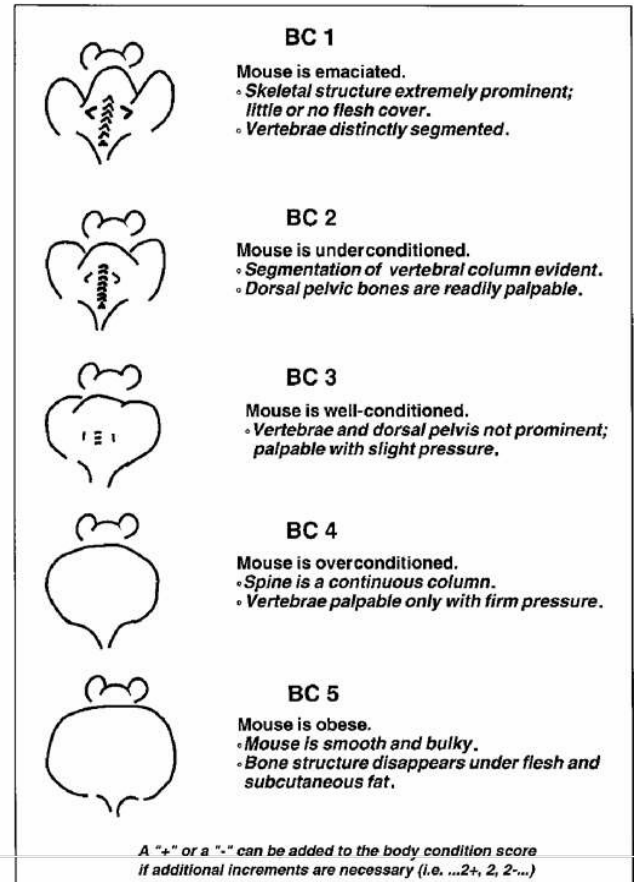 BC 1
Mouse is emaciated.
◦ Skeletal structure extremely prominent;
little or no flesh cover.
◦ Vertebrae distinctly segmented.
BC 2
Mouse is underconditioned.
◦ Segmentation of vertebral column evident.
◦ Dorsal pelvic bones are readily palpable.
BC 3
Mouse is well-conditioned.
◦ Vertebrae and dorsal pelvis not prominent;
palpable with slight pressure.
BC 4
Mouse is overconditioned.
◦ Spine is a continuous column.
◦ Vertebrae palpable only with firm pressure.
BC 5
Mouse is obese.
◦ Mouse is smooth and bulky.
◦ Bone structure disappears under flesh and
subcutaneous fat.
A "+" or a "-" can be added to the body condition score
if additional increments are necessary (i.e. ...2+, 2, 2-...)